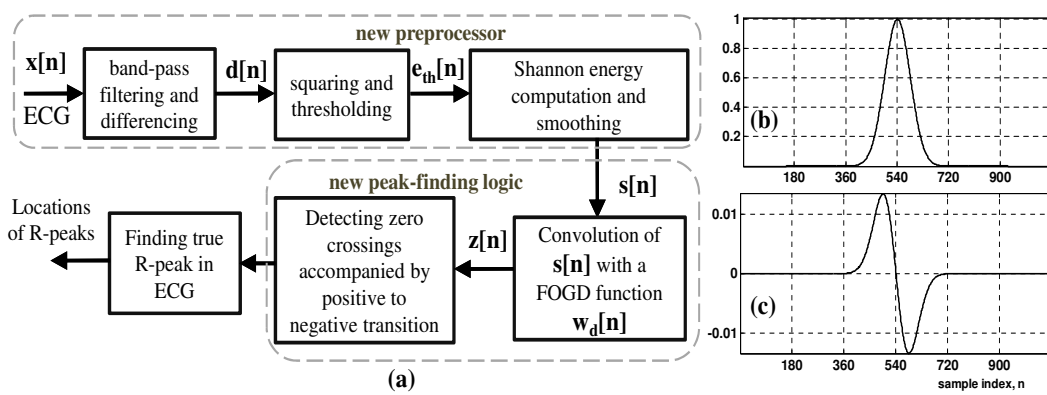 new preprocessor
x[n]
ECG
band-pass
filtering and
differencing
d[n]
squaring and
thresholding
e_th[n]
Shannon energy
computation and
smoothing
s[n]
new peak-finding logic
Convolution of
s[n] with a
FOGD function
w_d[n]
z[n]
Detecting zero
crossings
accompanied by
positive to
negative transition
Finding true
R-peak in
ECG
Locations
of R-peaks
(a)
1
0.8
0.6
0.4
0.2
(b)
180 360 540 720 900
0.01
0
-0.01
(c)
180 360 540 720 900
sample index, n